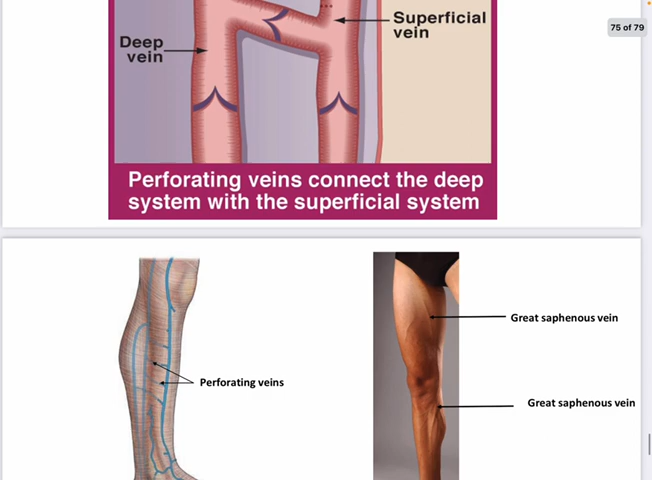 75 of 79
Superficial
vein
Deep
vein
Perforating veins connect the deep
system with the superficial system
Great saphenous vein
Perforating veins
Great saphenous vein